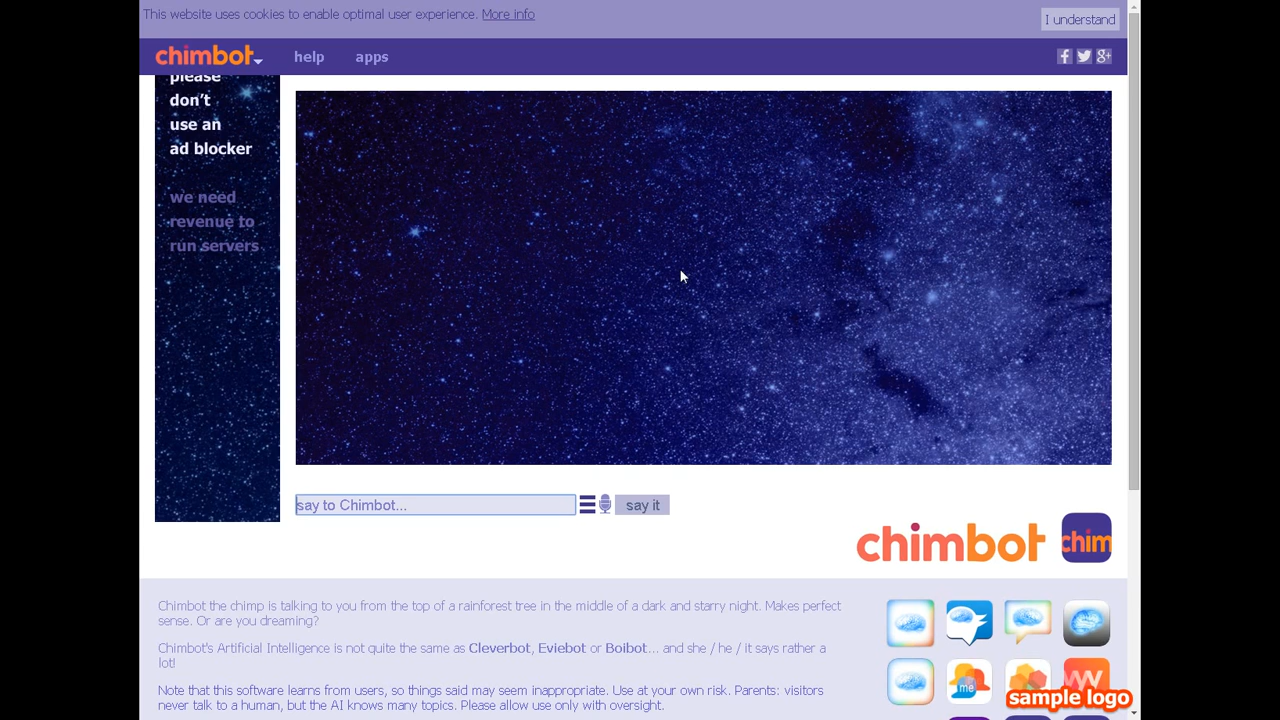 This website uses cookies to enable optimal user experience. More info
I understand
chimbot
help
apps
please
don't
use an
ad blocker
we need
revenue to
run servers
say to Chimbot...
say it
chimbot
chim
Chimbot the chimp is talking to you from the top of a rainforest tree in the middle of a dark and starry night. Makes perfect
sense. Or are you dreaming?
Chimbot's Artificial Intelligence is not quite the same as Cleverbot, Eviebot or Boibot... and she / he / it says rather a
lot!
Note that this software learns from users, so things said may seem inappropriate. Use at your own risk. Parents: visitors
never talk to a human, but the AI knows many topics. Please allow use only with oversight.
me
sample logo